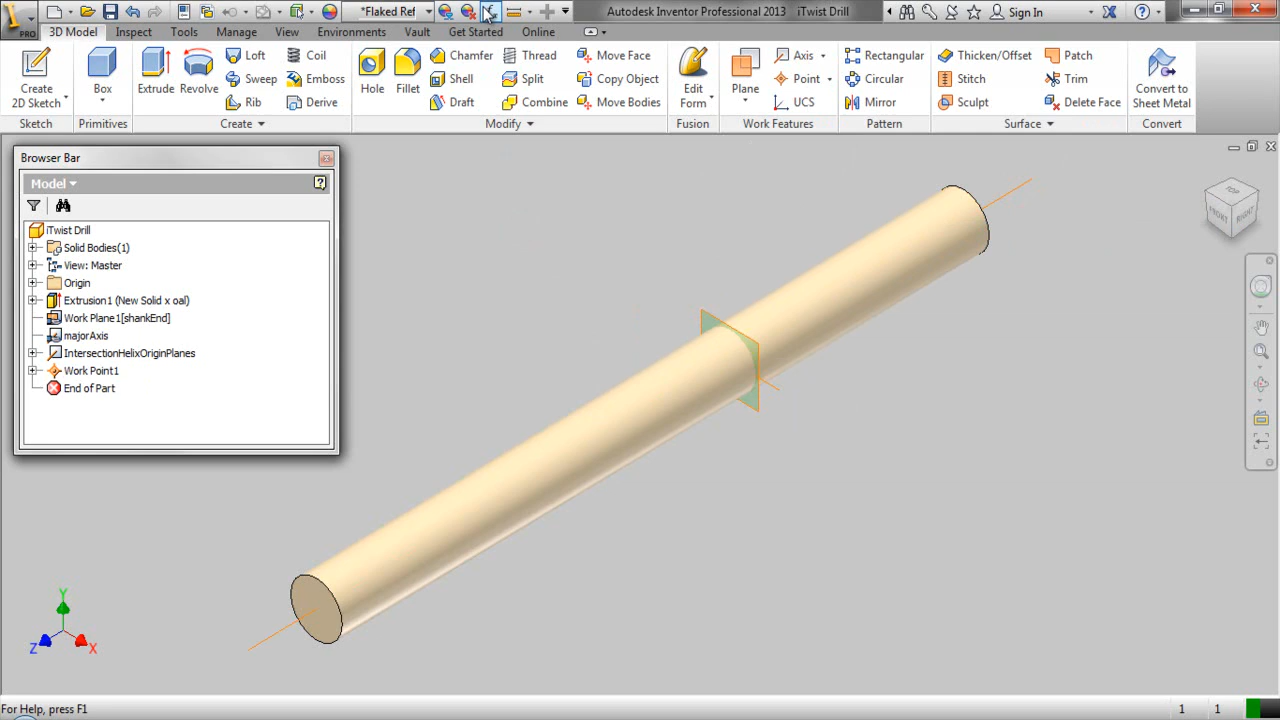 *Flaked Ref
Autodesk Inventor Professional 2013 iTwist Drill
Sign In
PRO
3D Model Inspect Tools Manage View Environments Vault Get Started Online
Create
2D Sketch
Box
Extrude
Revolve
Loft
Sweep
Rib
Coil
Emboss
Derive
Hole
Fillet
Chamfer
Shell
Draft
Thread
Split
Combine
Move Face
Copy Object
Move Bodies
Edit
Form
Plane
Axis
Point
UCS
Rectangular
Circular
Mirror
Thicken/Offset
Stitch
Sculpt
Patch
Trim
Delete Face
Convert to
Sheet Metal
Sketch Primitives Create Modify Fusion Work Features Pattern Surface Convert
Browser Bar
Model
iTwist Drill
Solid Bodies(1)
View: Master
Origin
Extrusion1 (New Solid x oal)
Work Plane1[shankEnd]
majorAxis
IntersectionHelixOriginPlanes
Work Point1
End of Part
FRONT
RIGHT
Y
Z
X
For Help, press F1
1 1